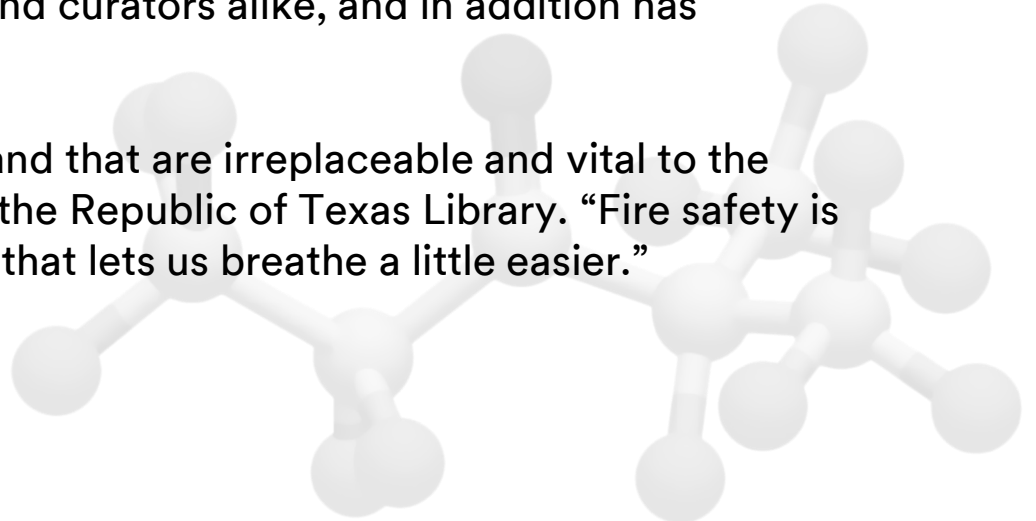 nd curators alike, and in addition has
and that are irreplaceable and vital to the
the Republic of Texas Library. “Fire safety is
that lets us breathe a little easier.”